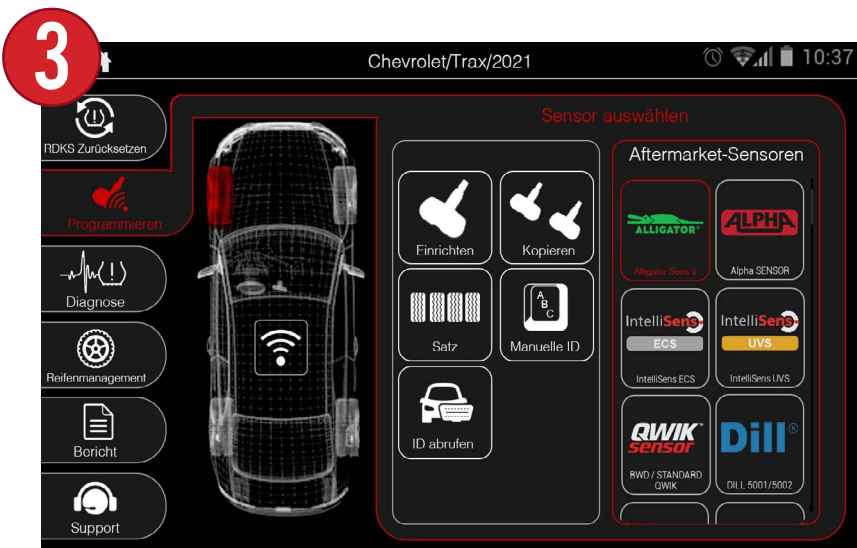 3
Chevrolet/Trax/2021
10:37
RDKS Zurücksetzen
Programmieren
Diagnose
Reifenmanagement
Bericht
Support
Sensor auswählen
Einrichten
Kopieren
Satz
A
B
C
Manuelle ID
ID abrufen
Aftermarket-Sensoren
ALLIGATOR®
Alligator Sens.it
ALPHA
Alpha SENSOR
IntelliSens
ECS
IntelliSens ECS
IntelliSens
UVS
IntelliSens UVS
QWIK™
sensor
BWD / STANDARD
QWIK
Dill®
DILL 5001/5002